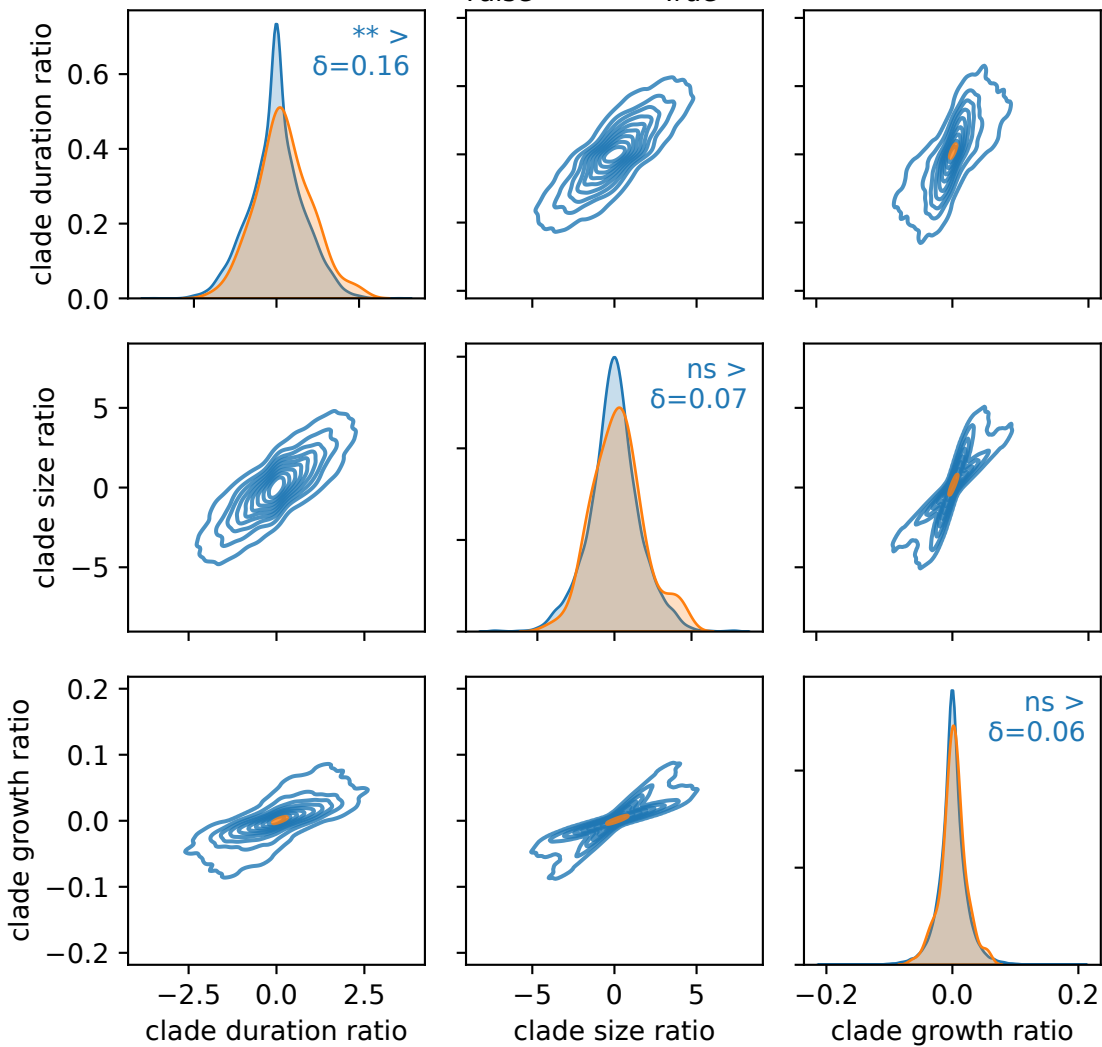 clade duration ratio
0.6
0.4
0.2
0.0
** >
δ=0.16
clade size ratio
5
0
−5
ns >
δ=0.07
clade growth ratio
0.2
0.1
0.0
−0.1
−0.2
ns >
δ=0.06
−2.5 0.0 2.5
−5 0 5
−0.2 0.0 0.2
clade duration ratio
clade size ratio
clade growth ratio